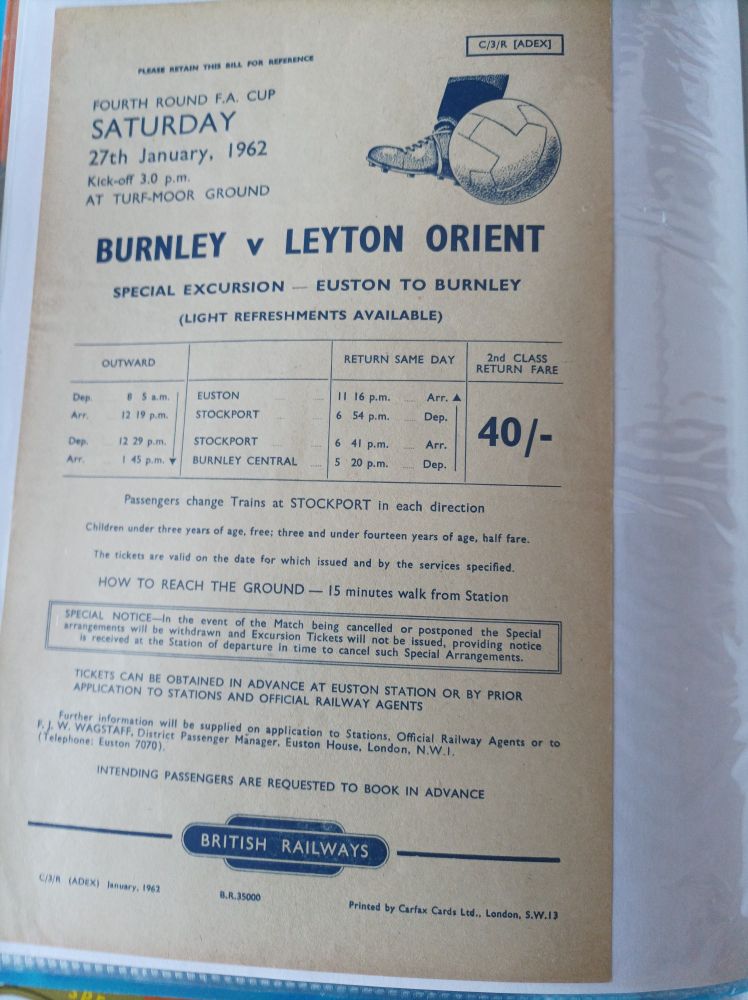 C/3/R [ADEX]
PLEASE RETAIN THIS BILL FOR REFERENCE
FOURTH ROUND F.A. CUP
SATURDAY
27th January, 1962
Kick-off 3.0 p.m.
AT TURF-MOOR GROUND
BURNLEY v LEYTON ORIENT
SPECIAL EXCURSION — EUSTON TO BURNLEY
(LIGHT REFRESHMENTS AVAILABLE)
OUTWARD RETURN SAME DAY 2nd CLASS
RETURN FARE
Dep. 8 5 a.m. EUSTON 11 16 p.m. Arr.
Arr. 12 19 p.m. STOCKPORT 6 54 p.m. Dep.
40/-
Dep. 12 29 p.m. STOCKPORT 6 41 p.m. Arr.
Arr. 1 45 p.m. BURNLEY CENTRAL 5 20 p.m. Dep.
Passengers change Trains at STOCKPORT in each direction
Children under three years of age, free; three and under fourteen years of age, half fare.
The tickets are valid on the date for which issued and by the services specified.
HOW TO REACH THE GROUND — 15 minutes walk from Station
SPECIAL NOTICE—In the event of the Match being cancelled or postponed the Special
arrangements will be withdrawn and Excursion Tickets will not be issued, providing notice
is received at the Station of departure in time to cancel such Special Arrangements.
TICKETS CAN BE OBTAINED IN ADVANCE AT EUSTON STATION OR BY PRIOR
APPLICATION TO STATIONS AND OFFICIAL RAILWAY AGENTS
Further information will be supplied on application to Stations, Official Railway Agents or to
F. J. W. WAGSTAFF, District Passenger Manager, Euston House, London, N.W.1.
(Telephone: Euston 7070).
INTENDING PASSENGERS ARE REQUESTED TO BOOK IN ADVANCE
BRITISH RAILWAYS
C/3/R (ADEX) January, 1962
B.R.35000
Printed by Carfax Cards Ltd., London, S.W.13